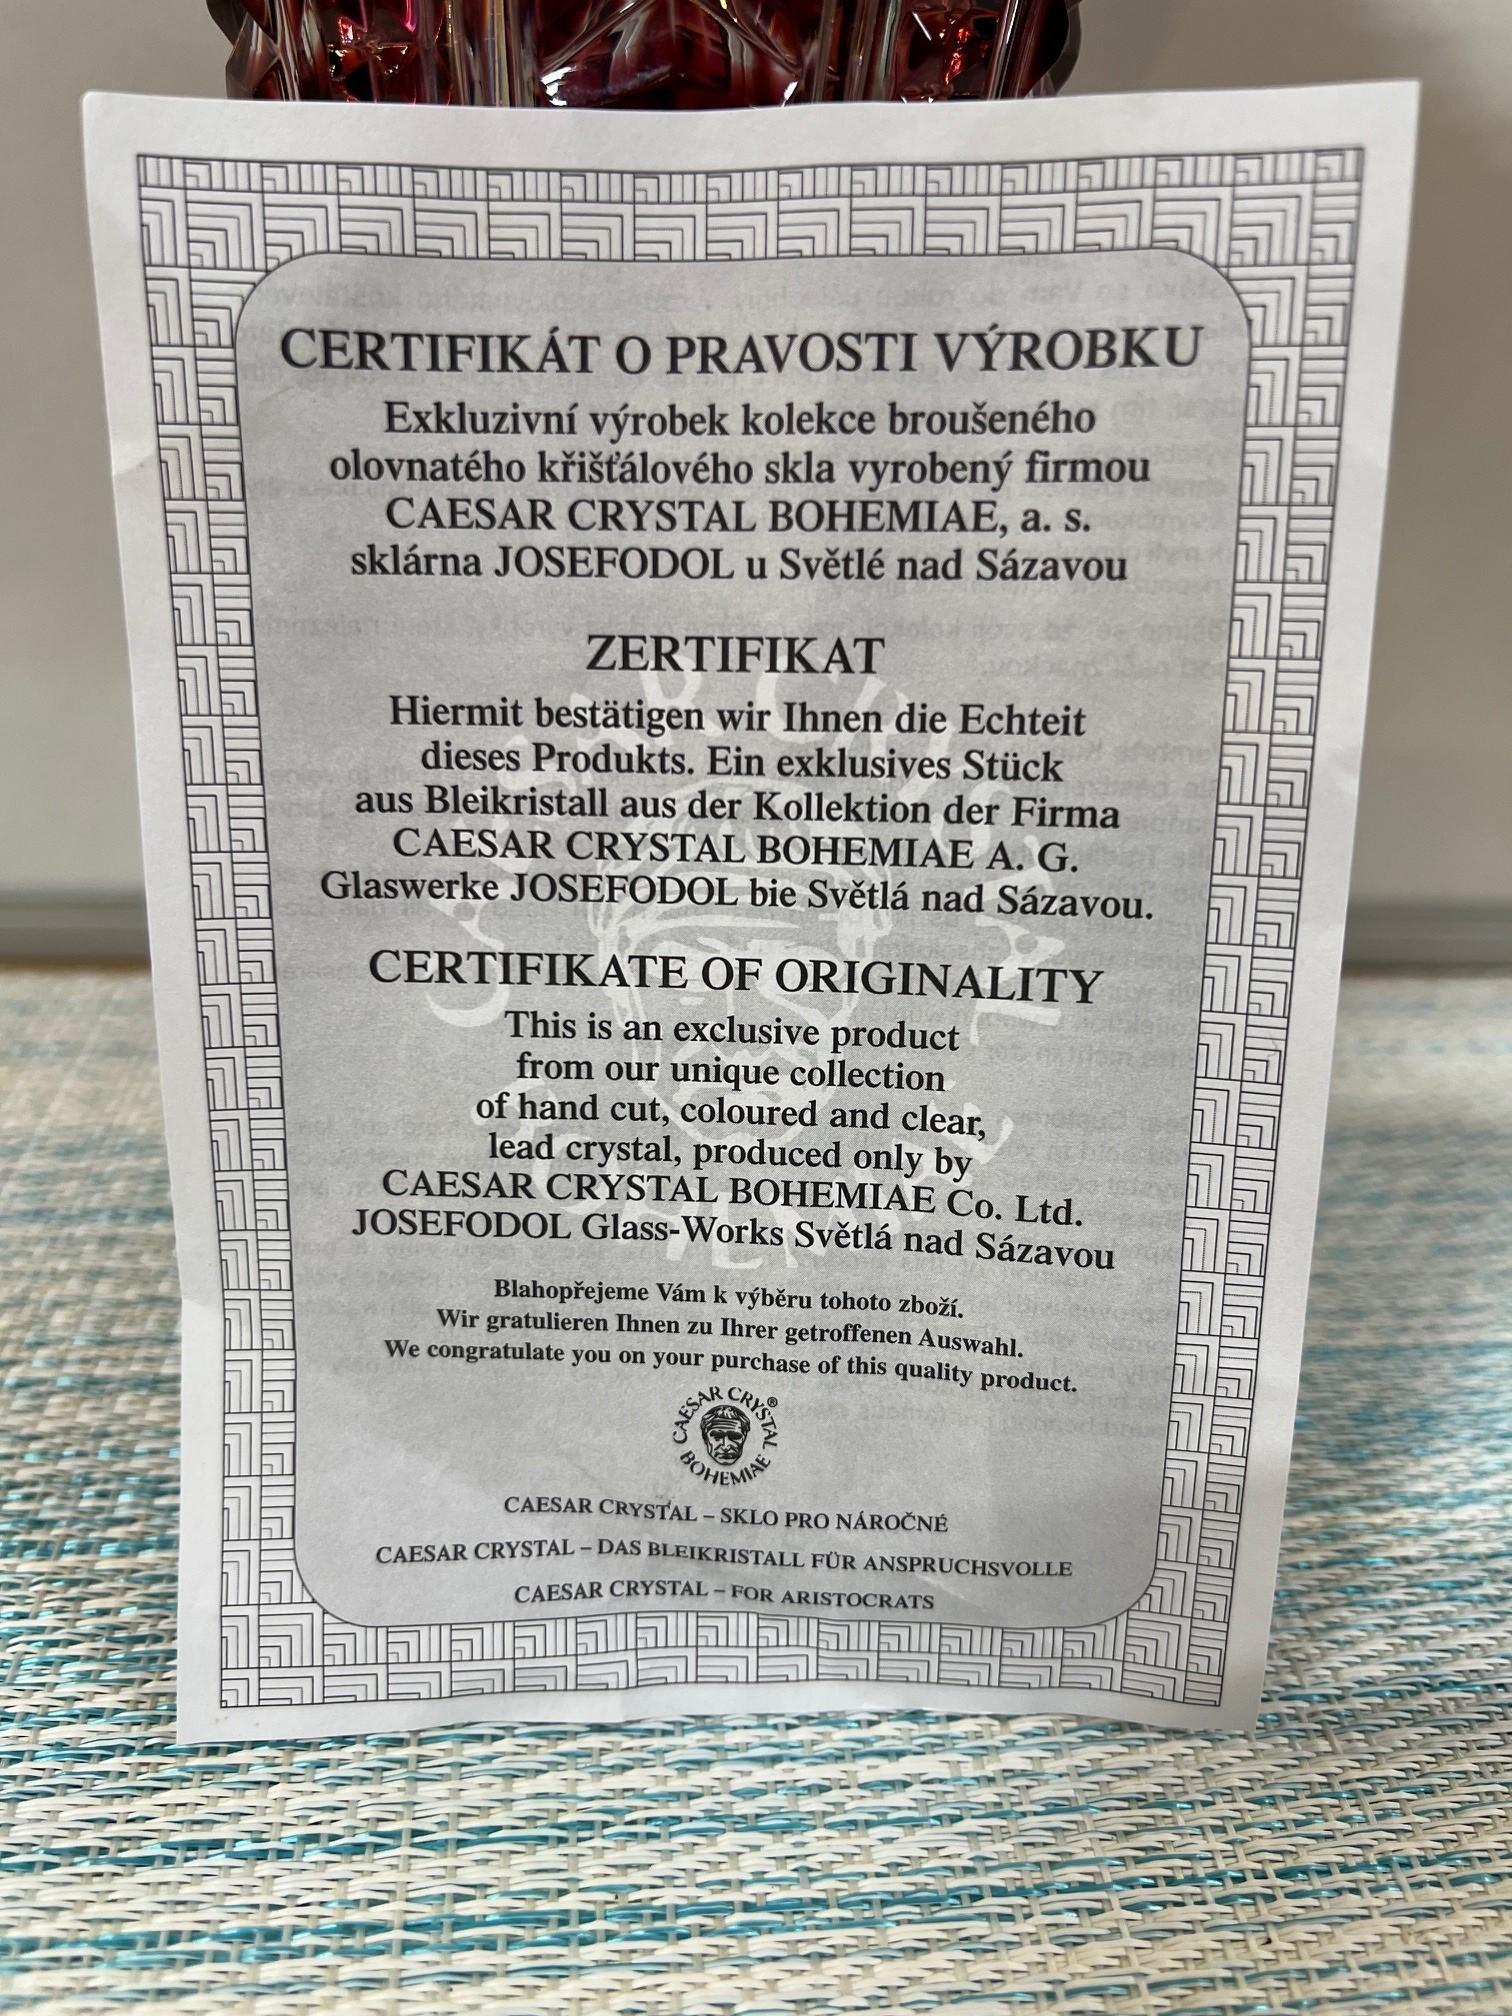 CERTIFIKÁT O PRAVOSTI VÝROBKU
Exkluzivní výrobek kolekce broušeného
olovnatého křišťálového skla vyrobený firmou
CAESAR CRYSTAL BOHEMIAE, a. s.
sklárna JOSEFODOL u Světlé nad Sázavou
ZERTIFIKAT
Hiermit bestätigen wir Ihnen die Echteit
dieses Produkts. Ein exklusives Stück
aus Bleikristall aus der Kollektion der Firma
CAESAR CRYSTAL BOHEMIAE A. G.
Glaswerke JOSEFODOL bie Světlá nad Sázavou.
CERTIFIKATE OF ORIGINALITY
This is an exclusive product
from our unique collection
of hand cut, coloured and clear,
lead crystal, produced only by
CAESAR CRYSTAL BOHEMIAE Co. Ltd.
JOSEFODOL Glass-Works Světlá nad Sázavou
Blahopřejeme Vám k výběru tohoto zboží.
Wir gratulieren Ihnen zu Ihrer getroffenen Auswahl.
We congratulate you on your purchase of this quality product.
CAESAR CRYSTAL®
BOHEMIAE
CAESAR CRYSTAL – SKLO PRO NÁROČNÉ
CAESAR CRYSTAL – DAS BLEIKRISTALL FÜR ANSPRUCHSVOLLE
CAESAR CRYSTAL – FOR ARISTOCRATS